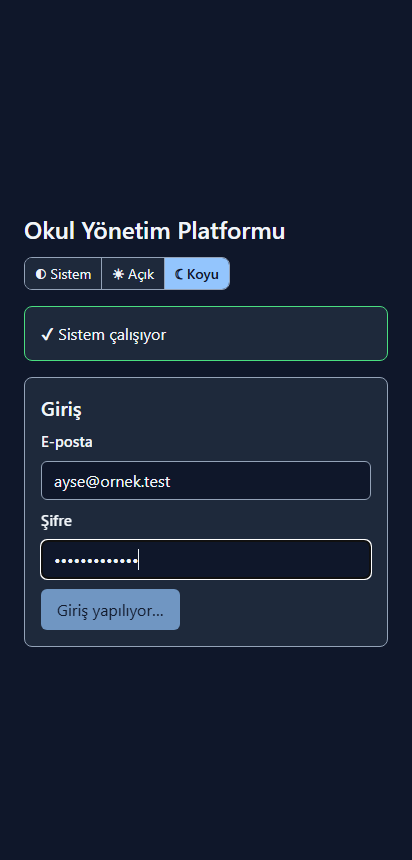 Okul Yönetim Platformu
◐ Sistem ☀ Açık ☾ Koyu
✓ Sistem çalışıyor
Giriş
E-posta
ayse@ornek.test
Şifre
•••••••••••••
Giriş yapılıyor...